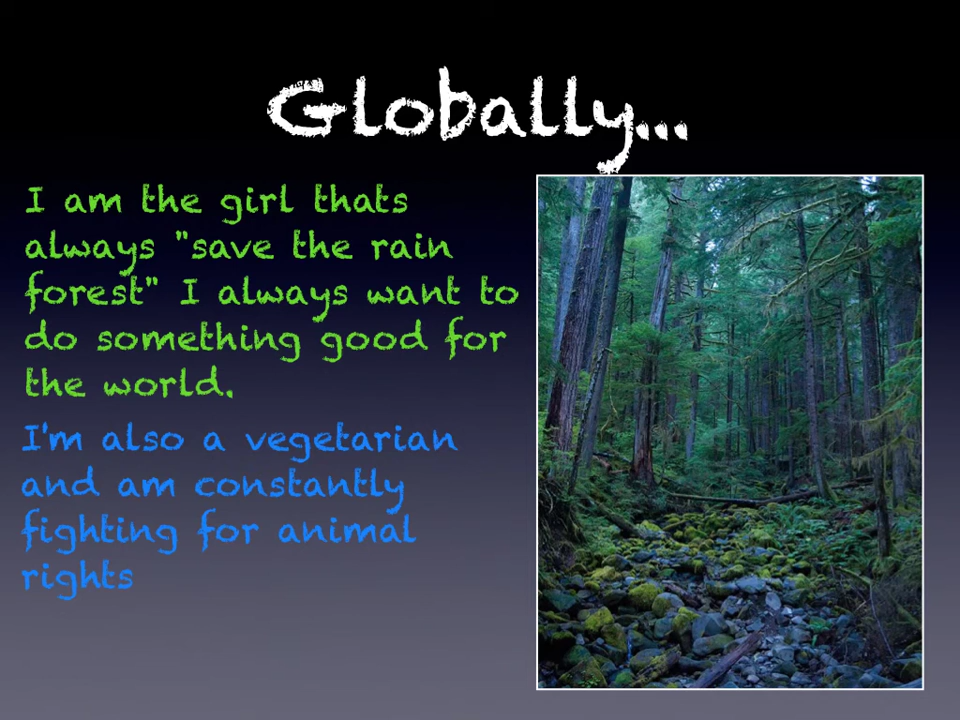 Globally...
I am the girl thats
always "save the rain
forest" I always want to
do something good for
the world.
I'm also a vegetarian
and am constantly
fighting for animal
rights